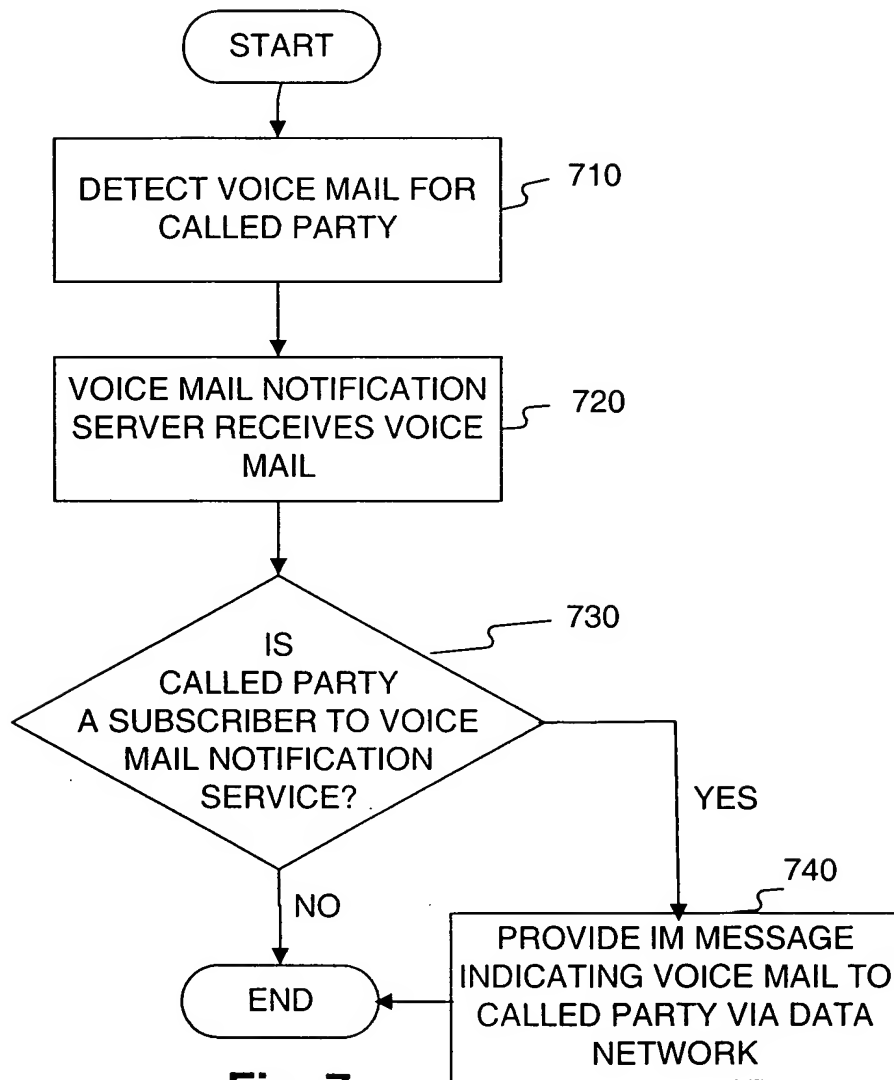 START
DETECT VOICE MAIL FOR
CALLED PARTY
710
VOICE MAIL NOTIFICATION
SERVER RECEIVES VOICE
MAIL
720
IS
CALLED PARTY
A SUBSCRIBER TO VOICE
MAIL NOTIFICATION
SERVICE?
730
YES
NO
740
PROVIDE IM MESSAGE
INDICATING VOICE MAIL TO
CALLED PARTY VIA DATA
NETWORK
END
Fig. 7